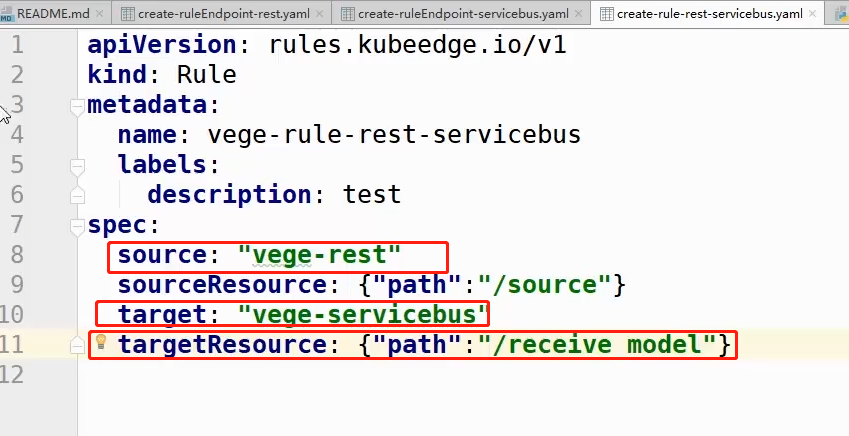 README.md create-ruleEndpoint-rest.yaml create-ruleEndpoint-servicebus.yaml create-rule-rest-servicebus.yaml
1 apiVersion: rules.kubeedge.io/v1
2 kind: Rule
3 metadata:
4 name: vege-rule-rest-servicebus
5 labels:
6 description: test
7 spec:
8 source: "vege-rest"
9 sourceResource: {"path":"/source"}
10 target: "vege-servicebus"
11 targetResource: {"path":"/receive model"}
12